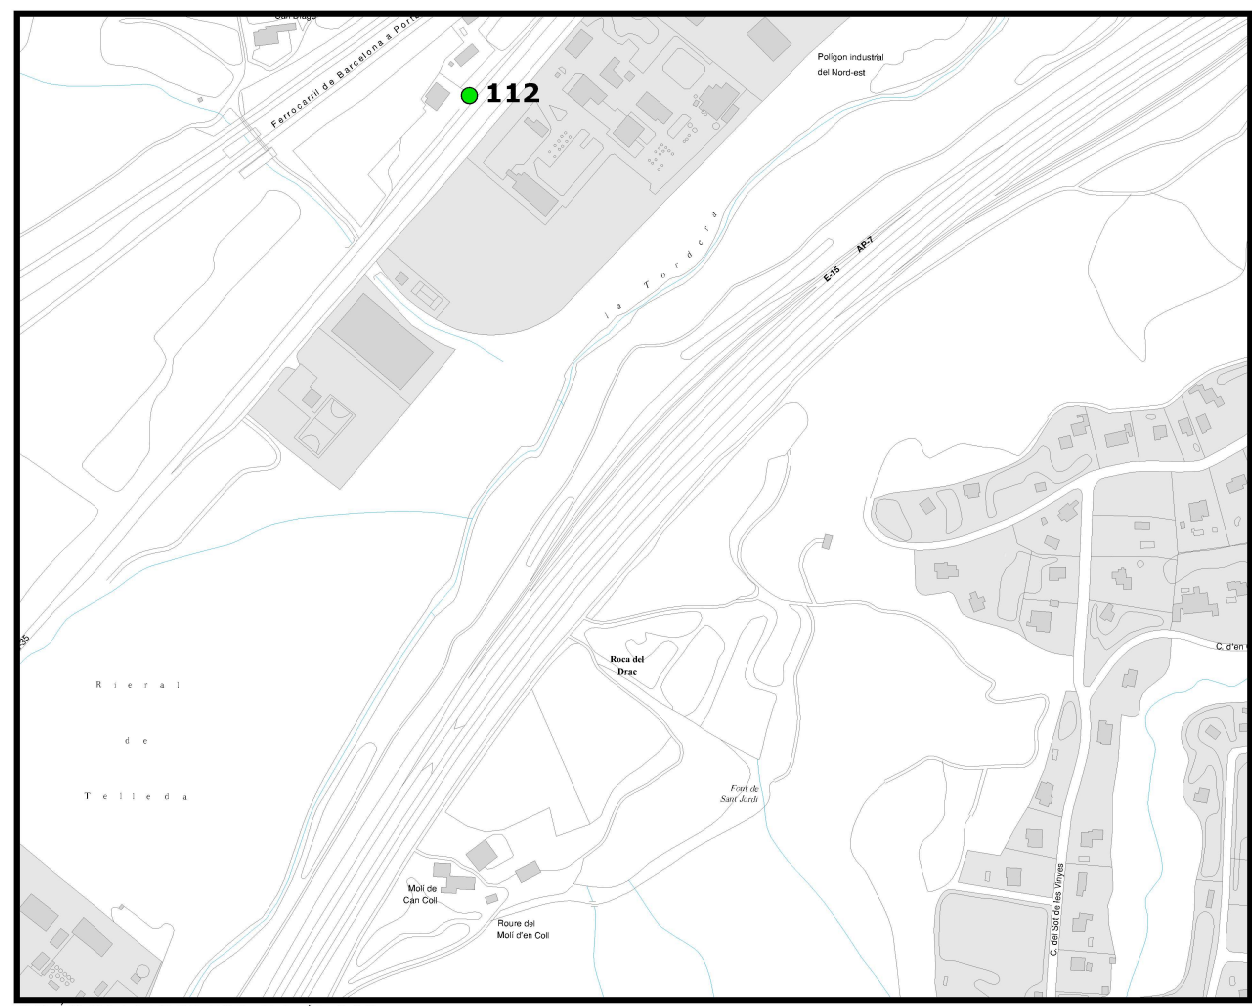 Ferrocarril de Barcelona a Port
112
Polígon industrial
del Nord-est
la Tordera
E-15 AP-7
Roca del
Drac
C. d'en
Rieral
de
Telleda
Font de
Sant Jordi
Molí de
Can Coll
Roure del
Molí d'en Coll
C. del Sot de les Vinyes